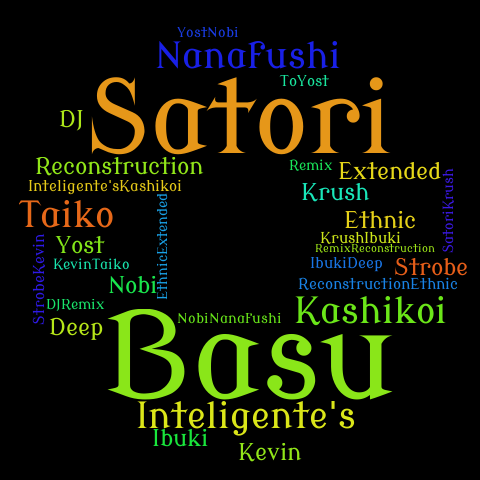 YostNobi
NanaFushi
ToYost
Satori
DJ
Reconstruction
Remix
Extended
Inteligente'sKashikoi
Krush
SatoriKrush
Taiko
Ethnic
EthnicExtended
Yost
KrushIbuki
RemixReconstruction
StrobeKevin
KevinTaiko
IbukiDeep
Strobe
Nobi
ReconstructionEthnic
DJRemix
Kashikoi
Deep
NobiNanaFushi
Basu
Inteligente's
Ibuki
Kevin